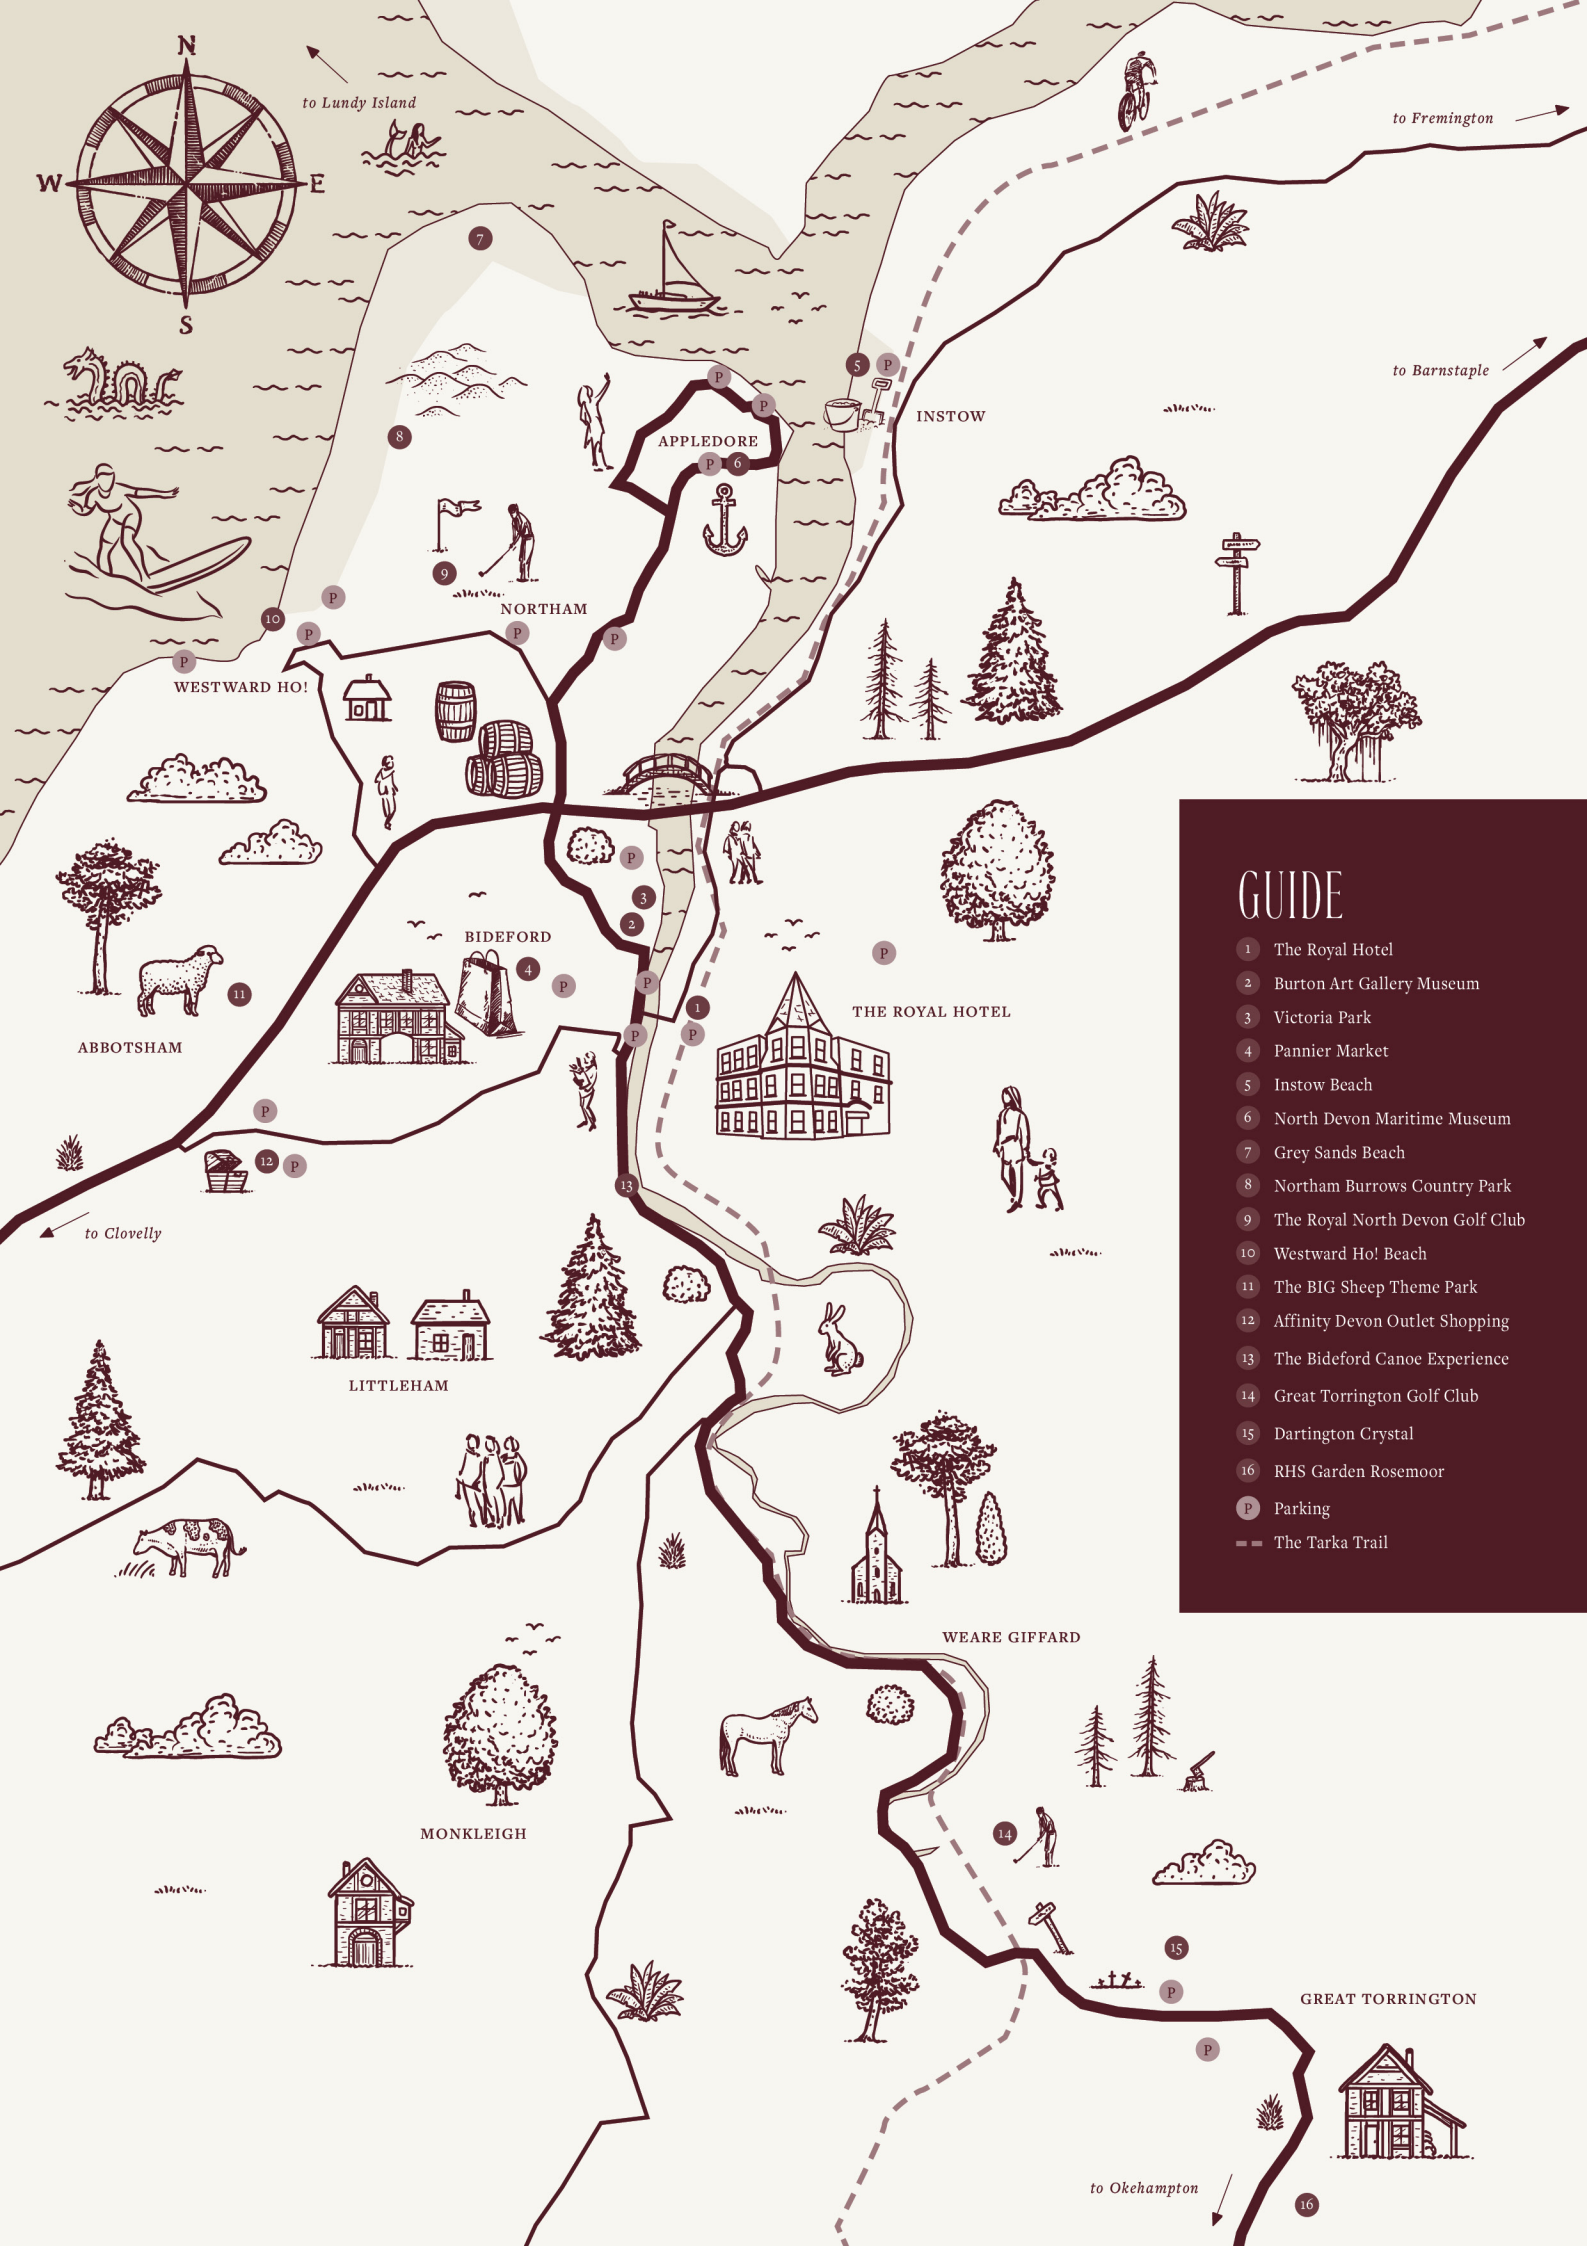 N
to Lundy Island
W
E
S
to Fremington
to Barnstaple
7
5 P
INSTOW
P
P
APPLEDORE
P 6
8
9
NORTHAM
P
P
10
P
P
P
WESTWARD HO!
P
3
2
BIDEFORD
4
P
P
P
P
1
P
THE ROYAL HOTEL
11
ABBOTSHAM
P
12 P
13
to Clovelly
LITTLEHAM
WEARE GIFFARD
MONKLEIGH
14
15
P
GREAT TORRINGTON
P
to Okehampton
16
GUIDE
1 The Royal Hotel
2 Burton Art Gallery Museum
3 Victoria Park
4 Pannier Market
5 Instow Beach
6 North Devon Maritime Museum
7 Grey Sands Beach
8 Northam Burrows Country Park
9 The Royal North Devon Golf Club
10 Westward Ho! Beach
11 The BIG Sheep Theme Park
12 Affinity Devon Outlet Shopping
13 The Bideford Canoe Experience
14 Great Torrington Golf Club
15 Dartington Crystal
16 RHS Garden Rosemoor
P Parking
The Tarka Trail